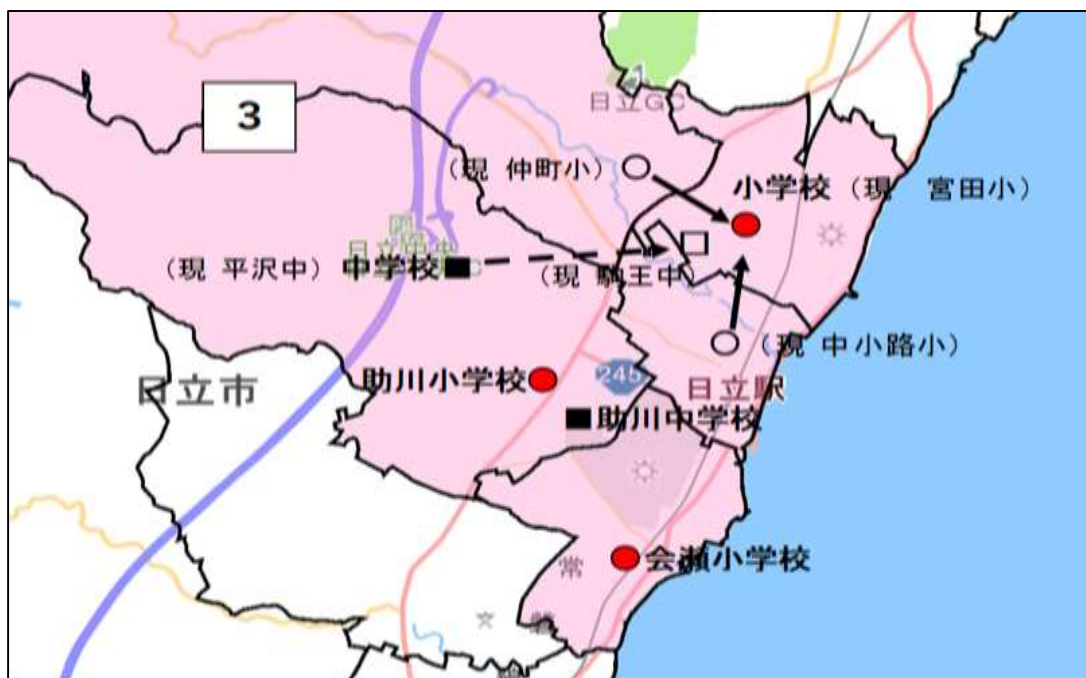 3
日立GC
(現 仲町小)
小学校 (現 宮田小)
(現 平沢中) 中学校
(現 駒王中)
(現 中小路小)
日立市
助川小学校
245
日立駅
助川中学校
会瀬小学校
常